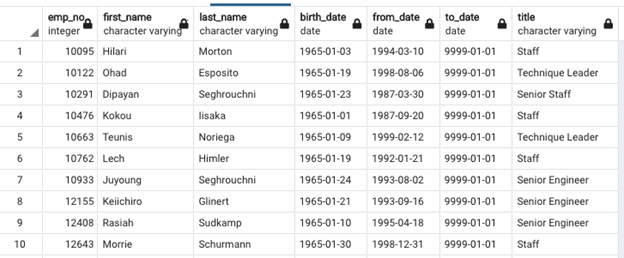 emp_no first_name last_name birth_date from_date to_date title
integer character varying character varying date date date character varying
1 10095 Hilari Morton 1965-01-03 1994-03-10 9999-01-01 Staff
2 10122 Ohad Esposito 1965-01-19 1998-08-06 9999-01-01 Technique Leader
3 10291 Dipayan Seghrouchni 1965-01-23 1987-03-30 9999-01-01 Senior Staff
4 10476 Kokou Iisaka 1965-01-01 1987-09-20 9999-01-01 Staff
5 10663 Teunis Noriega 1965-01-09 1999-02-12 9999-01-01 Technique Leader
6 10762 Lech Himler 1965-01-19 1992-01-21 9999-01-01 Staff
7 10933 Juyoung Seghrouchni 1965-01-24 1993-08-02 9999-01-01 Senior Engineer
8 12155 Keiichiro Glinert 1965-01-21 1993-09-16 9999-01-01 Senior Engineer
9 12408 Rasiah Sudkamp 1965-01-10 1995-04-18 9999-01-01 Senior Engineer
10 12643 Morrie Schurmann 1965-01-30 1998-12-31 9999-01-01 Staff